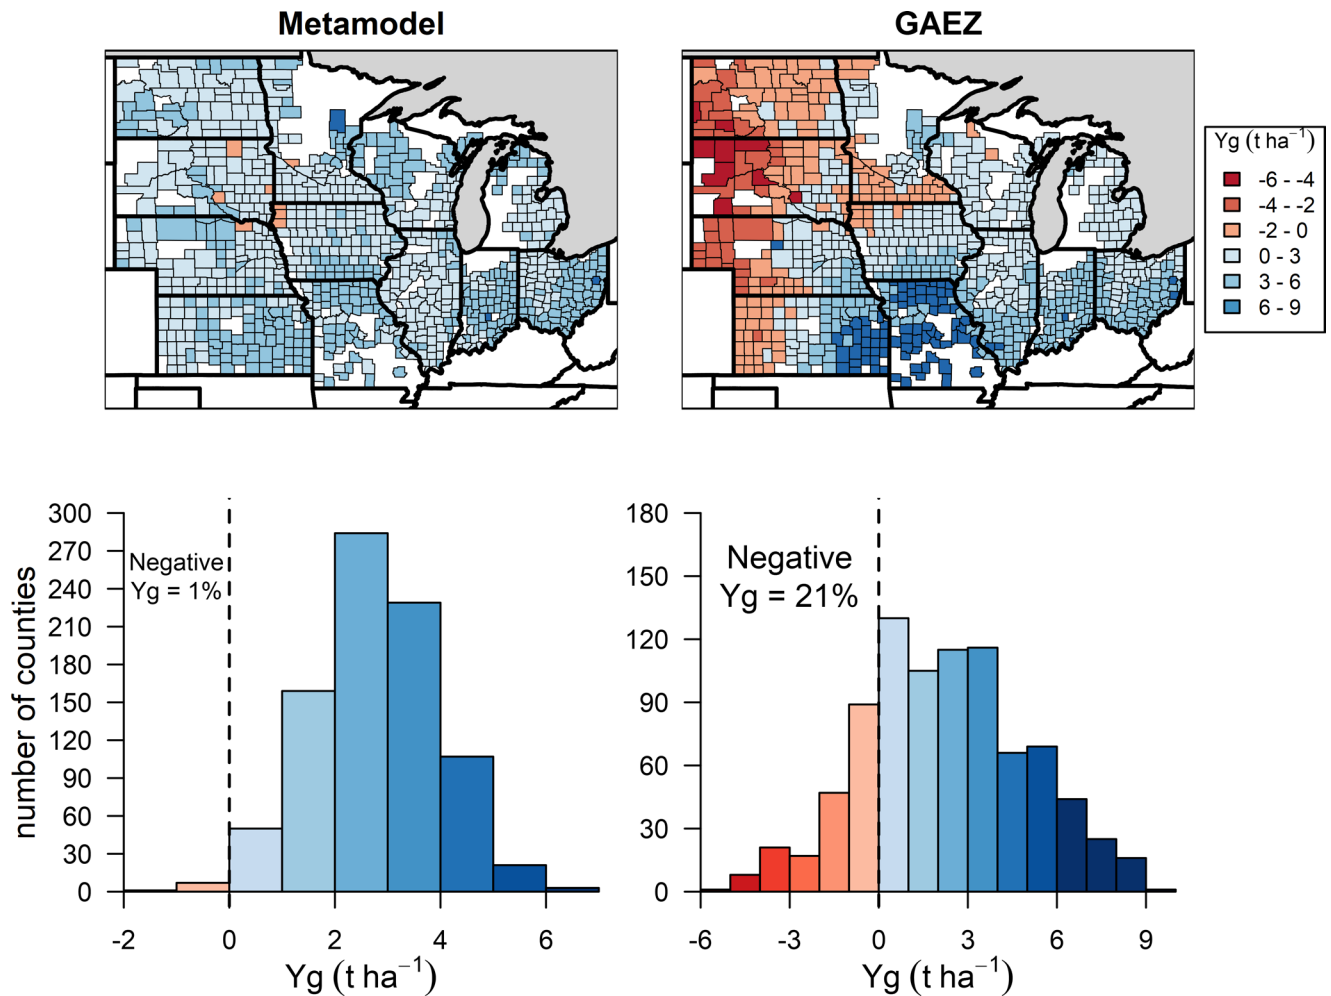 Metamodel
GAEZ
Yg (t ha⁻¹)
-6 - -4
-4 - -2
-2 - 0
0 - 3
3 - 6
6 - 9
number of counties
300
270
240
210
180
150
120
90
60
30
0
Negative
Yg = 1%
-2 0 2 4 6
Yg (t ha⁻¹)
180
150
120
90
60
30
0
Negative
Yg = 21%
-6 -3 0 3 6 9
Yg (t ha⁻¹)